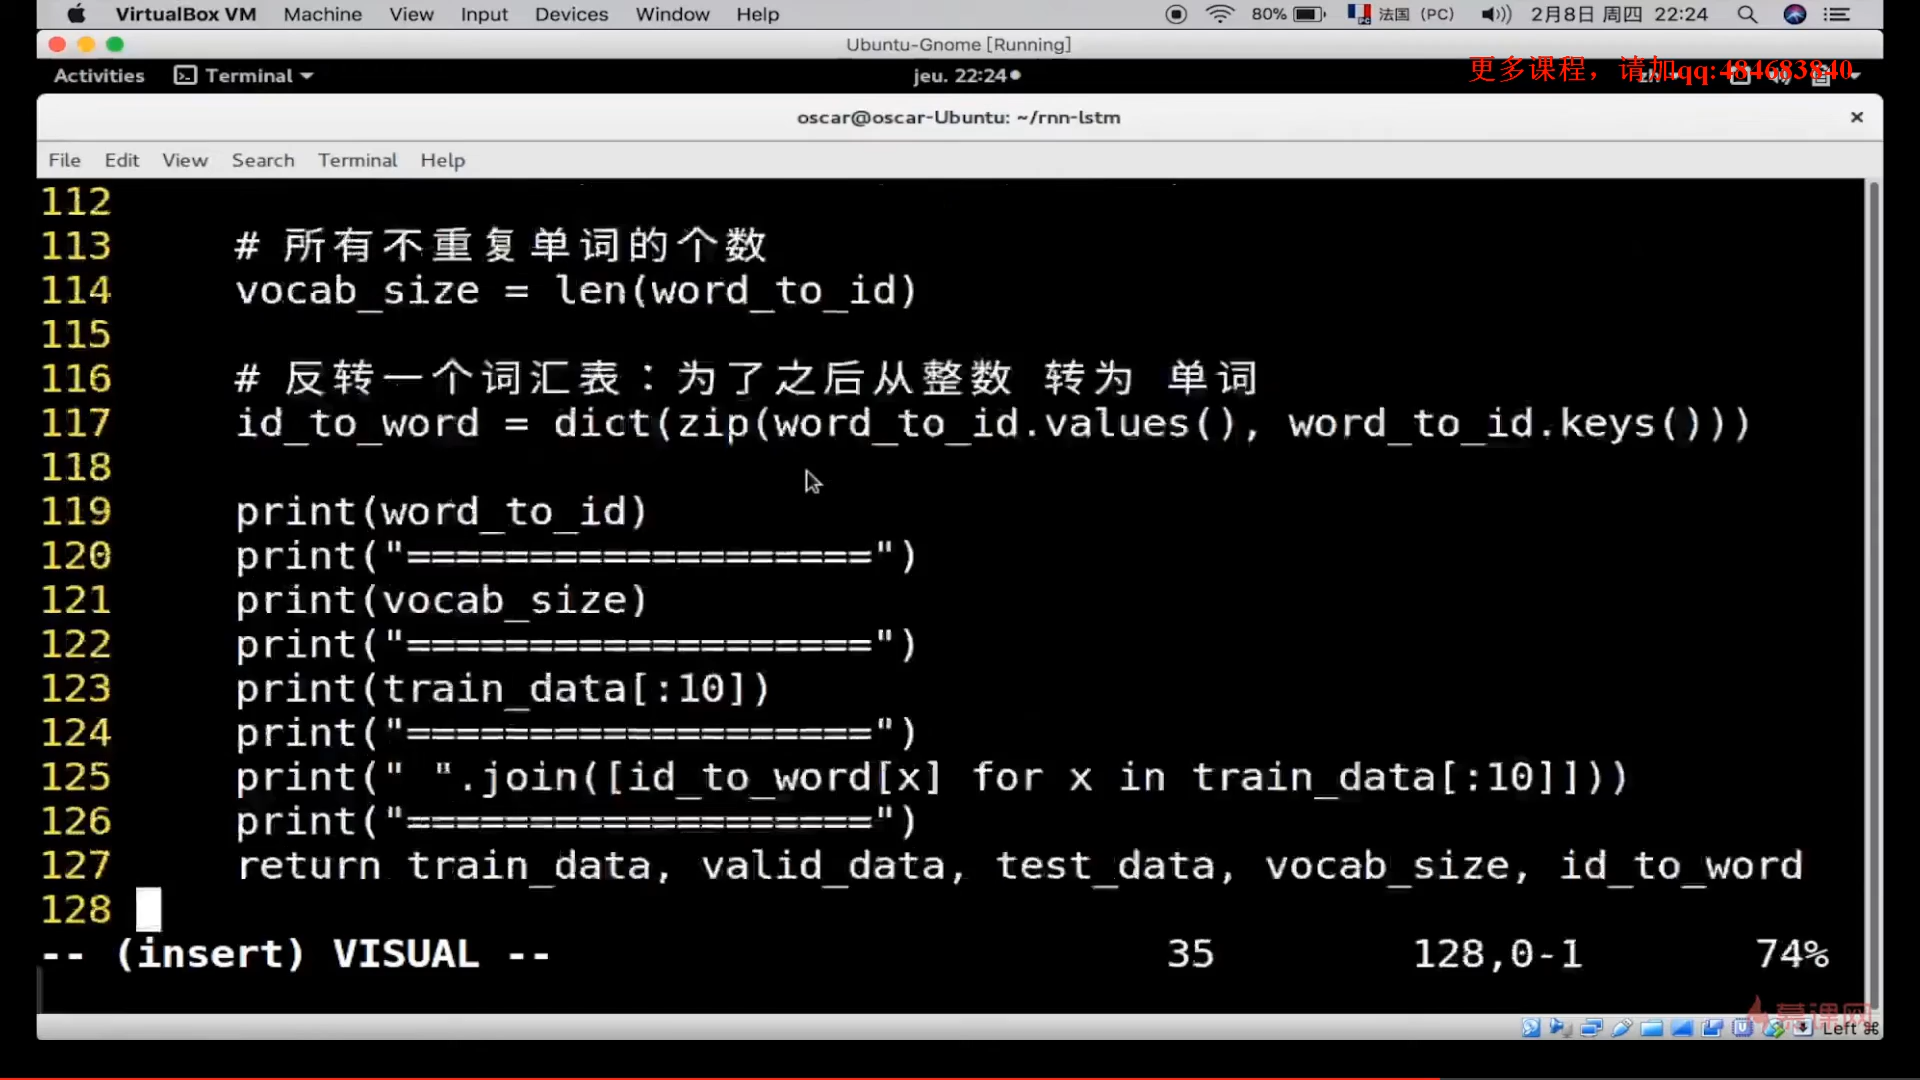 VirtualBox VM Machine View Input Devices Window Help 80% 法国 (PC) 2月8日 周四 22:24
Ubuntu-Gnome [Running]
Activities Terminal jeu. 22:24
更多课程，请加qq:484683840
oscar@oscar-Ubuntu: ~/rnn-lstm
File Edit View Search Terminal Help
112
113 # 所有不重复单词的个数
114 vocab_size = len(word_to_id)
115
116 # 反转一个词汇表：为了之后从整数 转为 单词
117 id_to_word = dict(zip(word_to_id.values(), word_to_id.keys()))
118
119 print(word_to_id)
120 print("===================")
121 print(vocab_size)
122 print("===================")
123 print(train_data[:10])
124 print("===================")
125 print(" ".join([id_to_word[x] for x in train_data[:10]]))
126 print("===================")
127 return train_data, valid_data, test_data, vocab_size, id_to_word
128
-- (insert) VISUAL -- 35 128,0-1 74%
慕课网
Left ⌘